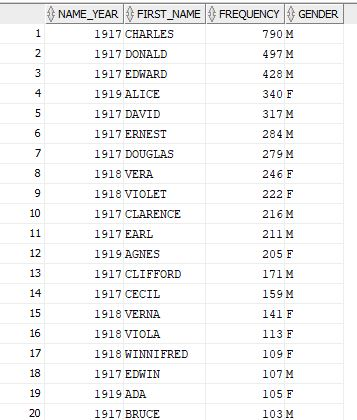 NAME_YEAR FIRST_NAME FREQUENCY GENDER
1 1917 CHARLES 790 M
2 1917 DONALD 497 M
3 1917 EDWARD 428 M
4 1919 ALICE 340 F
5 1917 DAVID 317 M
6 1917 ERNEST 284 M
7 1917 DOUGLAS 279 M
8 1918 VERA 246 F
9 1918 VIOLET 222 F
10 1917 CLARENCE 216 M
11 1917 EARL 211 M
12 1919 AGNES 205 F
13 1917 CLIFFORD 171 M
14 1917 CECIL 159 M
15 1918 VERNA 141 F
16 1918 VIOLA 113 F
17 1918 WINNIFRED 109 F
18 1917 EDWIN 107 M
19 1919 ADA 105 F
20 1917 BRUCE 103 M